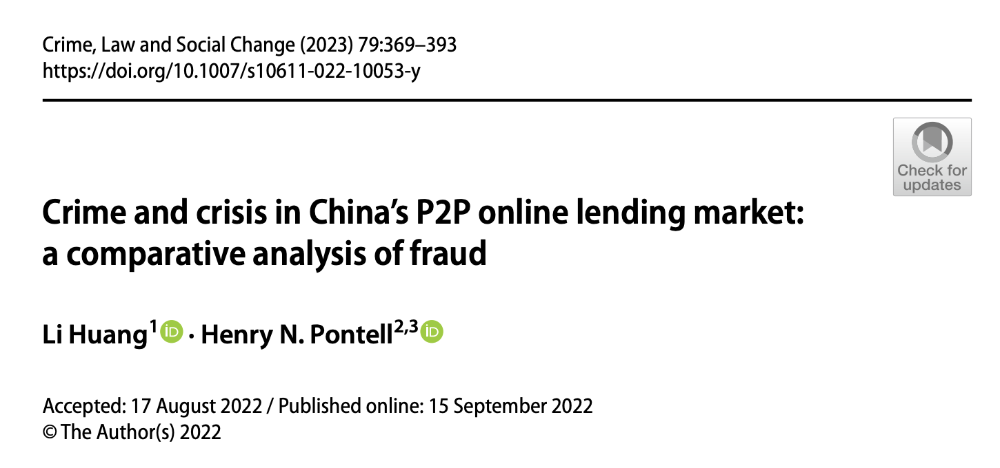 Crime, Law and Social Change (2023) 79:369–393
https://doi.org/10.1007/s10611-022-10053-y
Check for
updates
Crime and crisis in China’s P2P online lending market:
a comparative analysis of fraud
Li Huang1 iD · Henry N. Pontell2,3 iD
Accepted: 17 August 2022 / Published online: 15 September 2022
© The Author(s) 2022